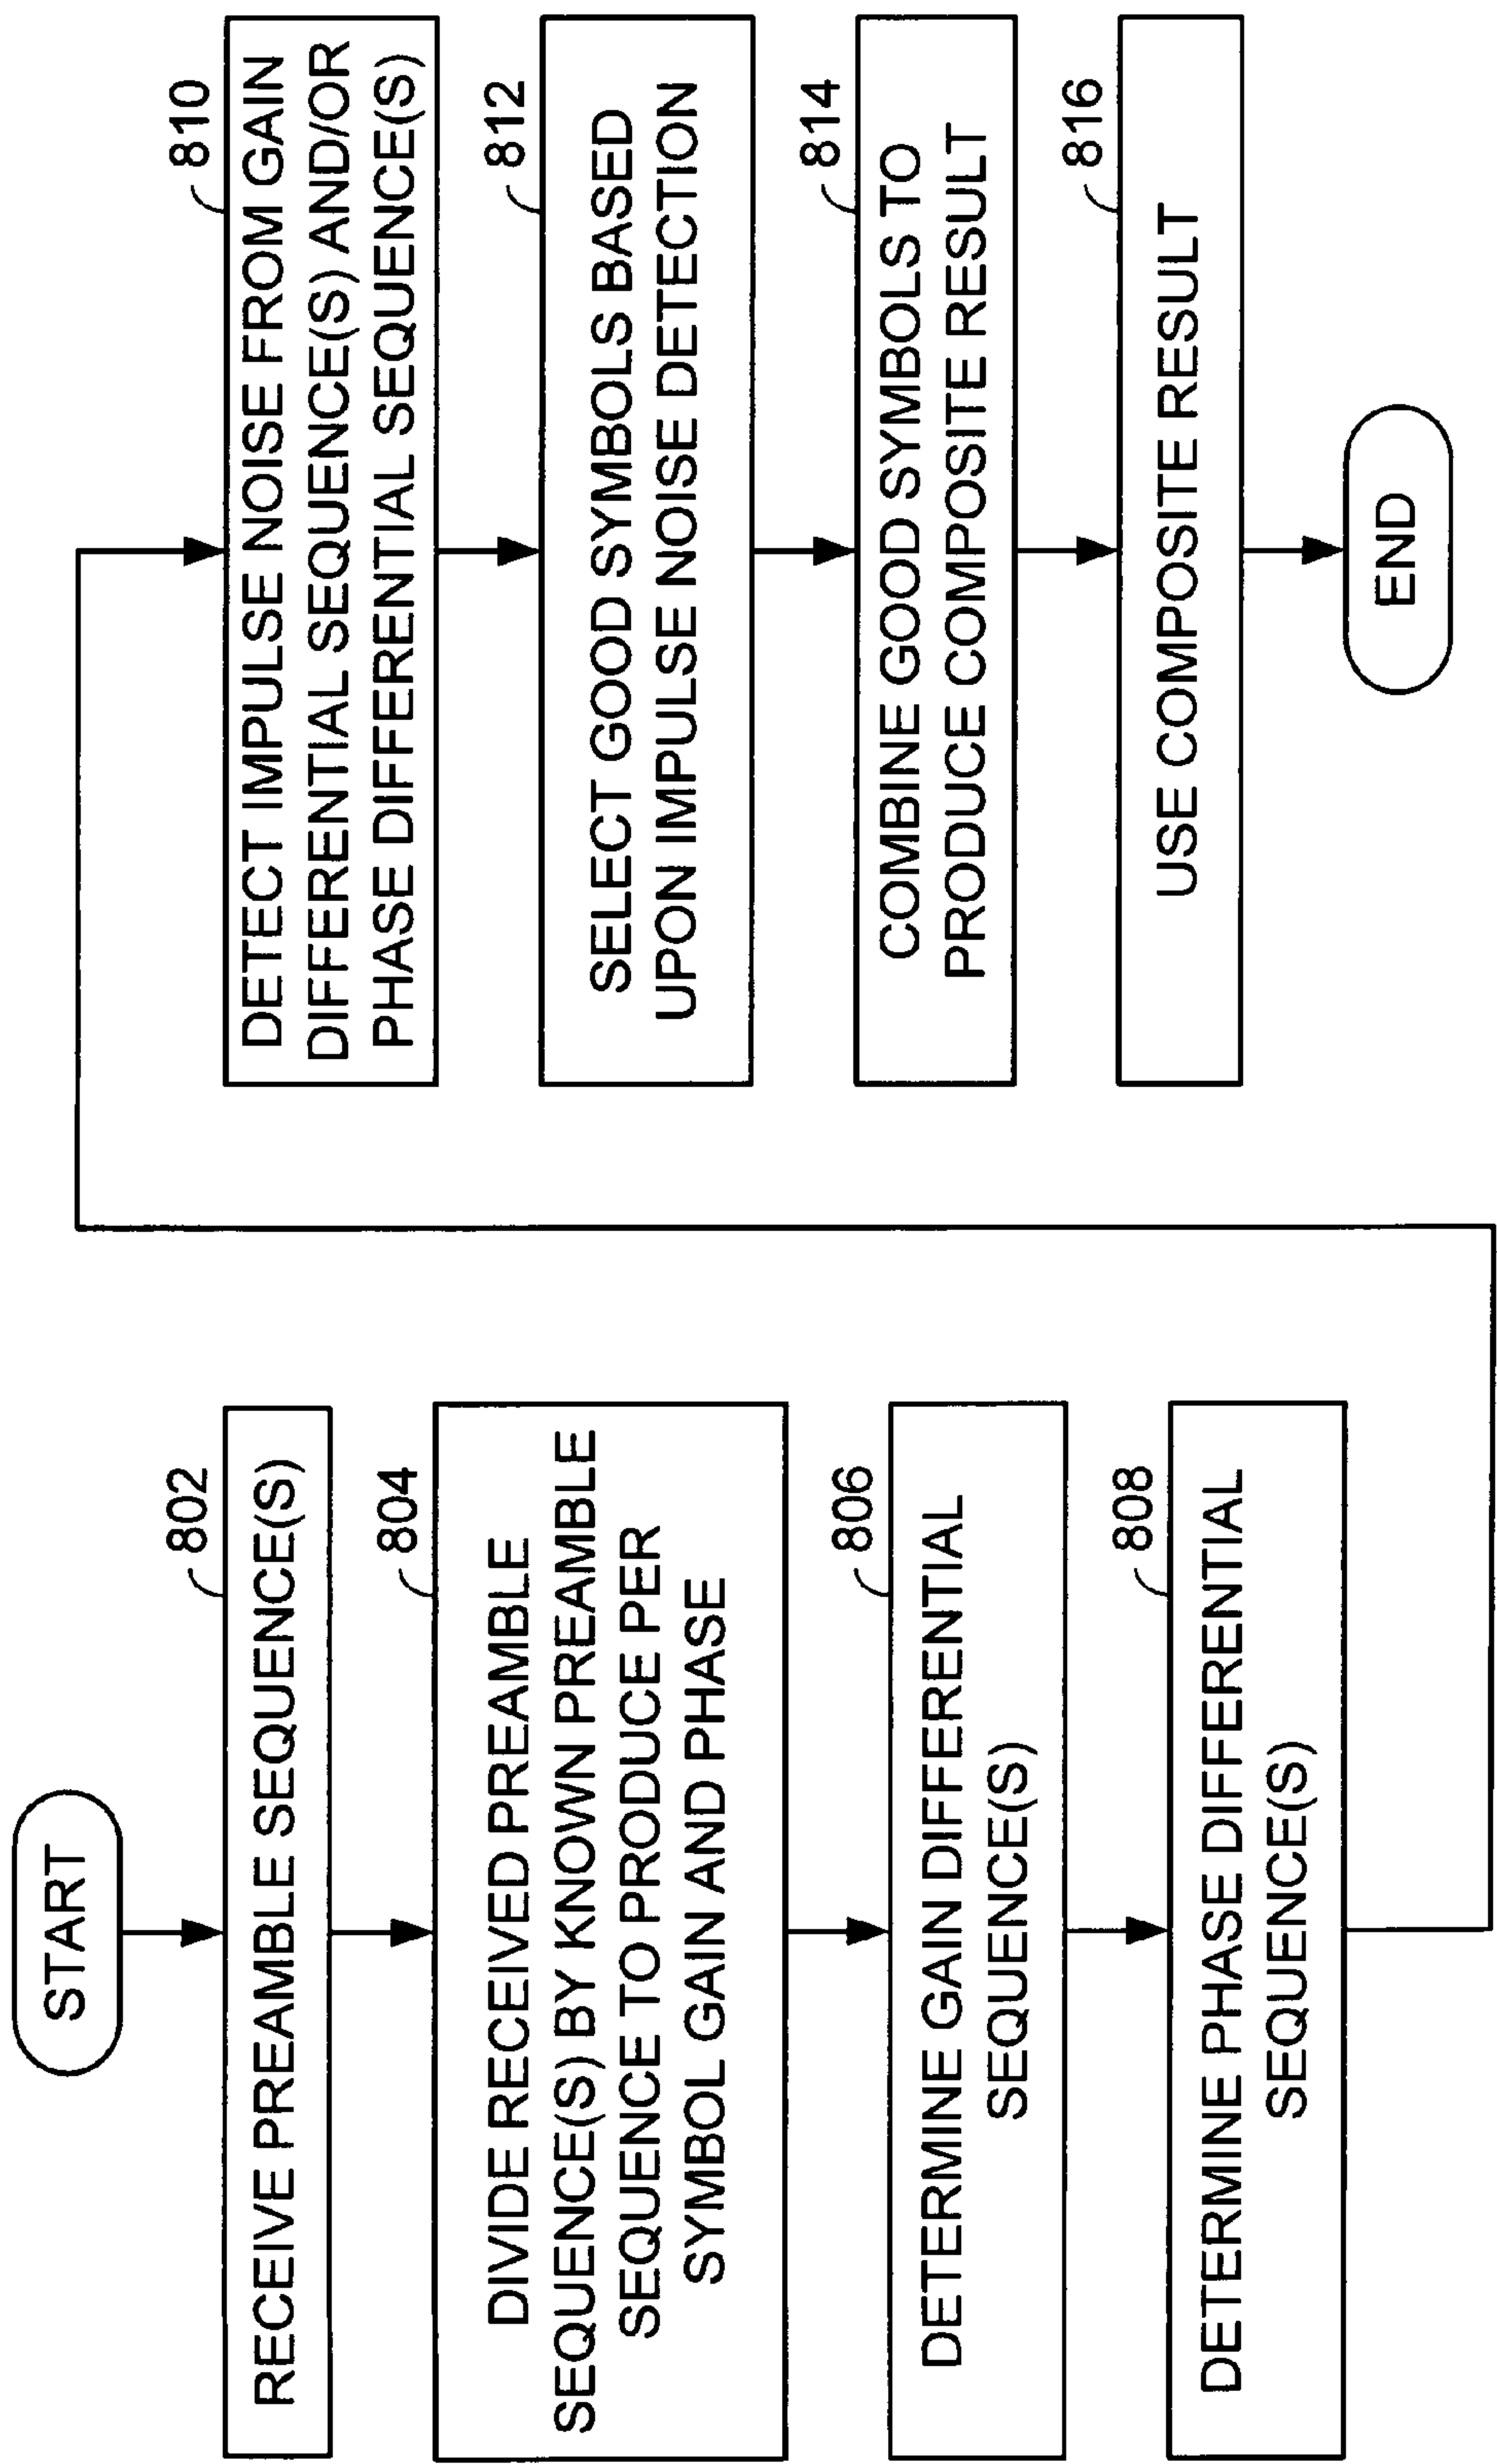 START
802
RECEIVE PREAMBLE SEQUENCE(S)
804
DIVIDE RECEIVED PREAMBLE
SEQUENCE(S) BY KNOWN PREAMBLE
SEQUENCE TO PRODUCE PER
SYMBOL GAIN AND PHASE
806
DETERMINE GAIN DIFFERENTIAL
SEQUENCE(S)
808
DETERMINE PHASE DIFFERENTIAL
SEQUENCE(S)
810
DETECT IMPULSE NOISE FROM GAIN
DIFFERENTIAL SEQUENCE(S) AND/OR
PHASE DIFFERENTIAL SEQUENCE(S)
812
SELECT GOOD SYMBOLS BASED
UPON IMPULSE NOISE DETECTION
814
COMBINE GOOD SYMBOLS TO
PRODUCE COMPOSITE RESULT
816
USE COMPOSITE RESULT
END